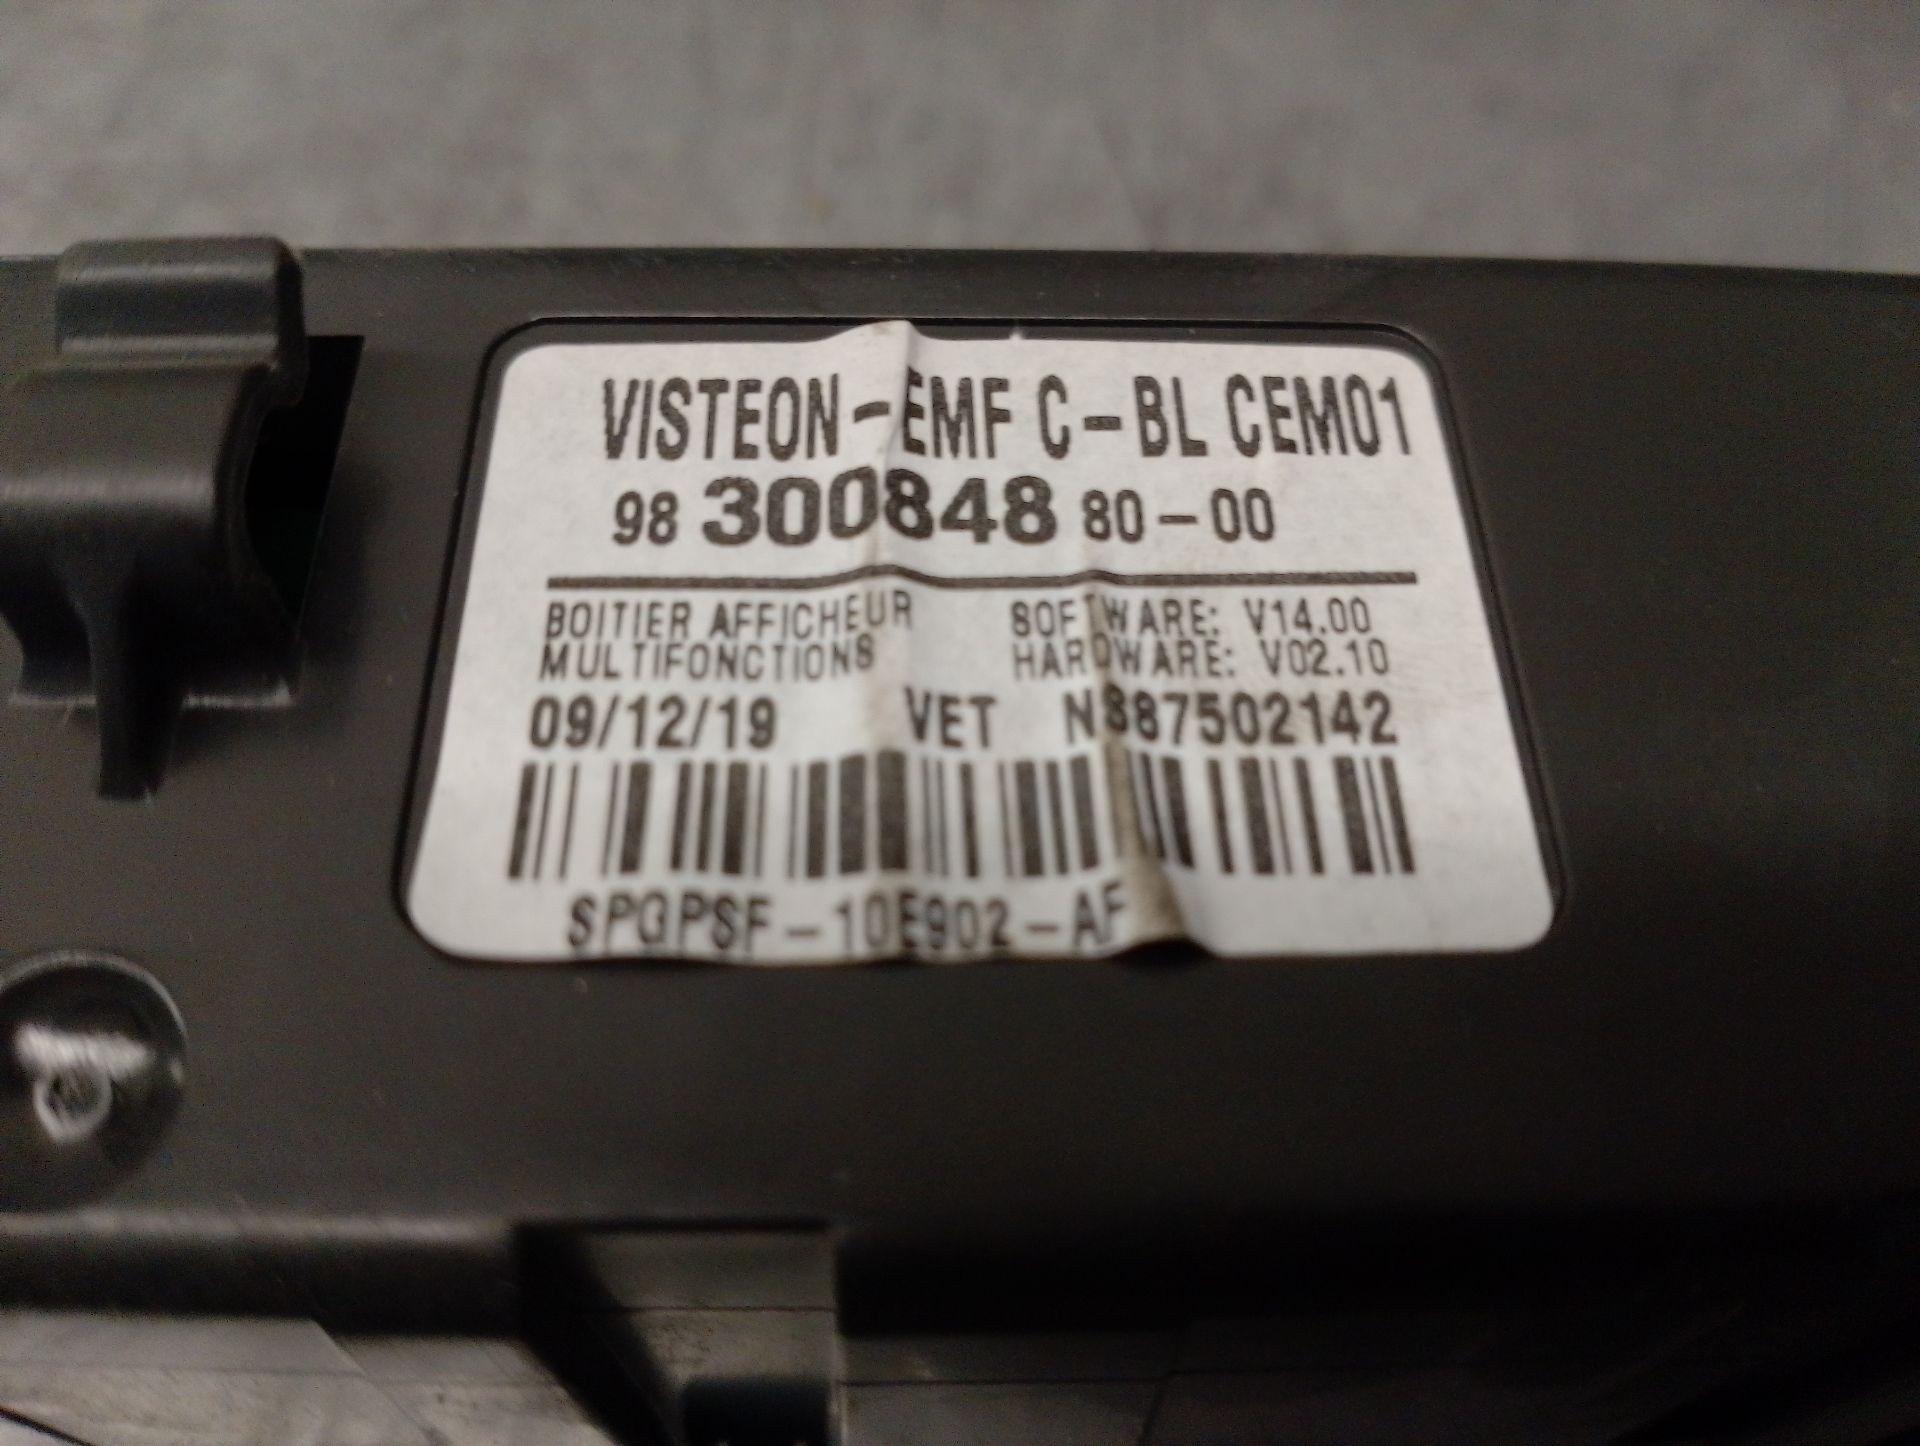 VISTEON-EMF C-BL CEM01
98 300848 80-00
BOITIER AFFICHEUR SOFTWARE: V14.00
MULTIFONCTIONS HARDWARE: V02.10
09/12/19 VET NS87502142
SPGPSF-10E902-AF